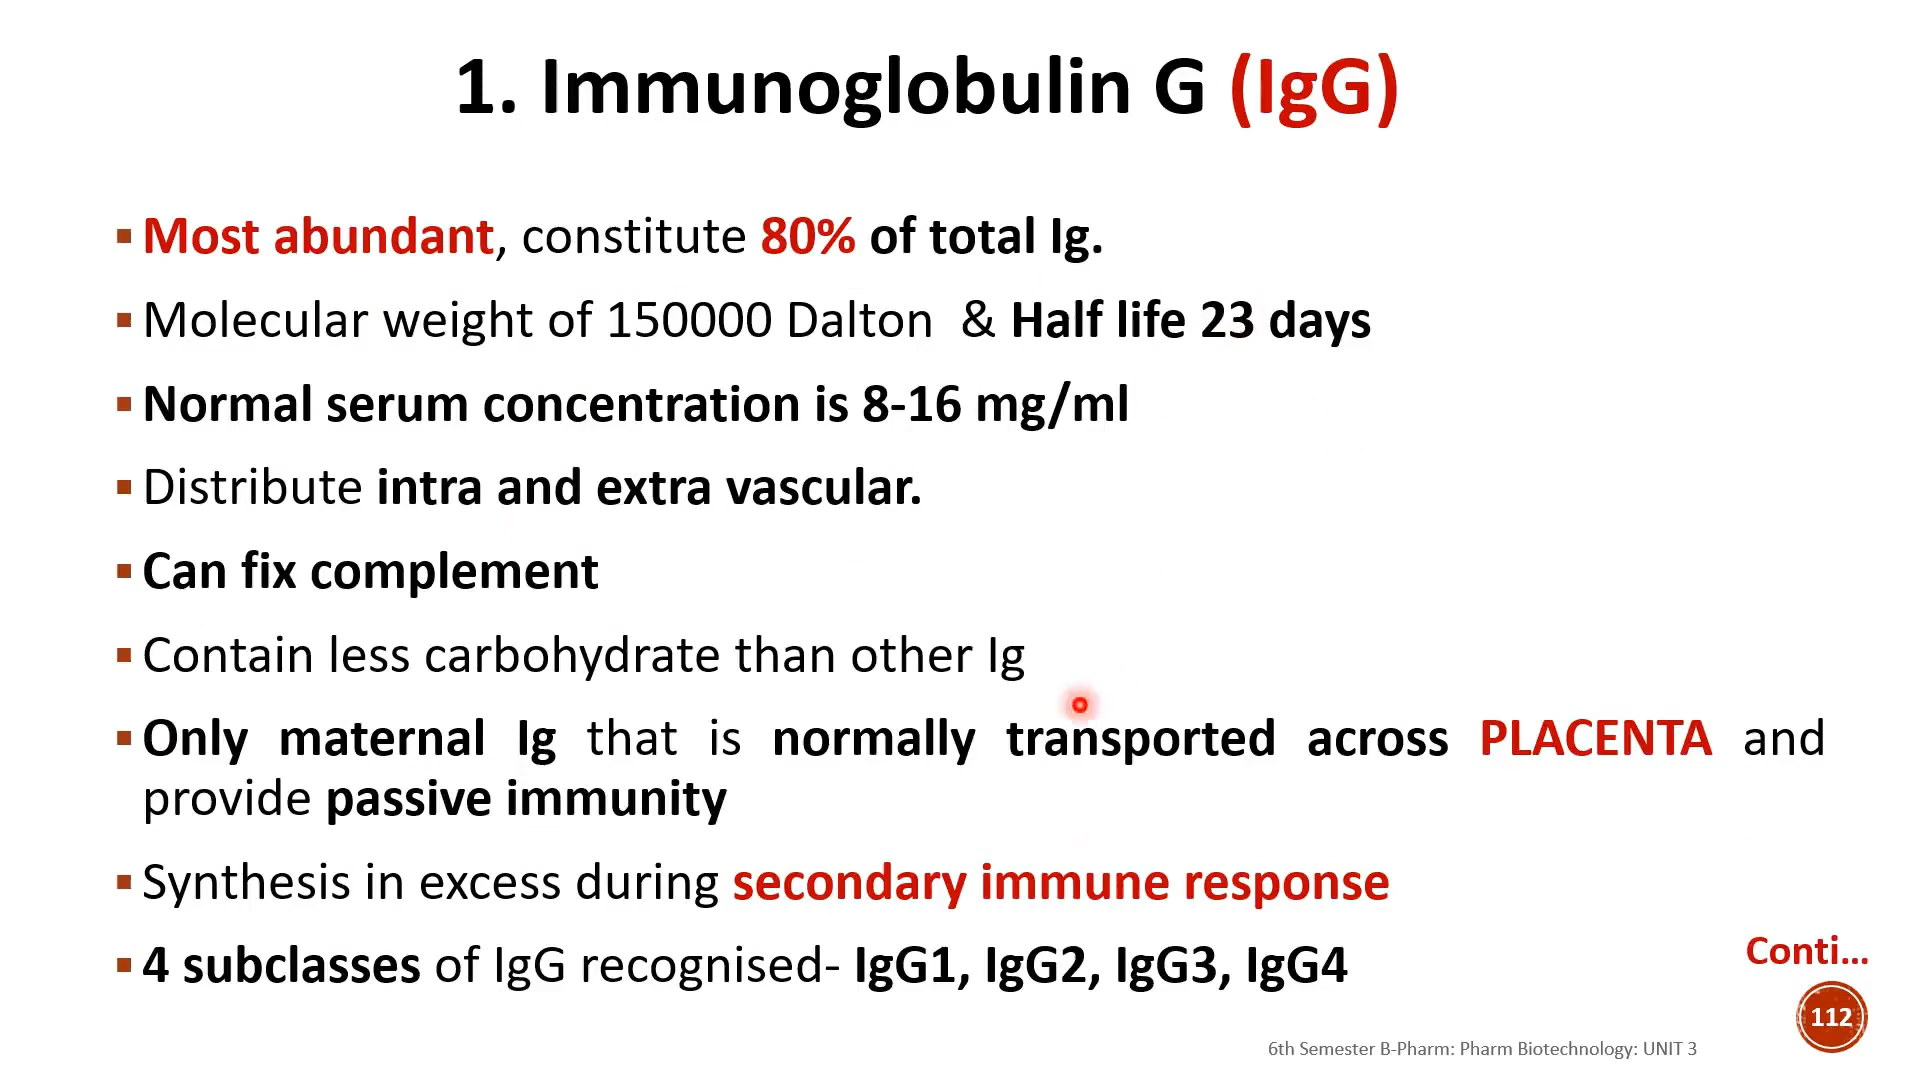 1. Immunoglobulin G (IgG)
▪ Most abundant, constitute 80% of total Ig.
▪ Molecular weight of 150000 Dalton & Half life 23 days
▪ Normal serum concentration is 8-16 mg/ml
▪ Distribute intra and extra vascular.
▪ Can fix complement
▪ Contain less carbohydrate than other Ig
▪ Only maternal Ig that is normally transported across PLACENTA and
provide passive immunity
▪ Synthesis in excess during secondary immune response
▪ 4 subclasses of IgG recognised- IgG1, IgG2, IgG3, IgG4
Conti...
112
6th Semester B-Pharm: Pharm Biotechnology: UNIT 3